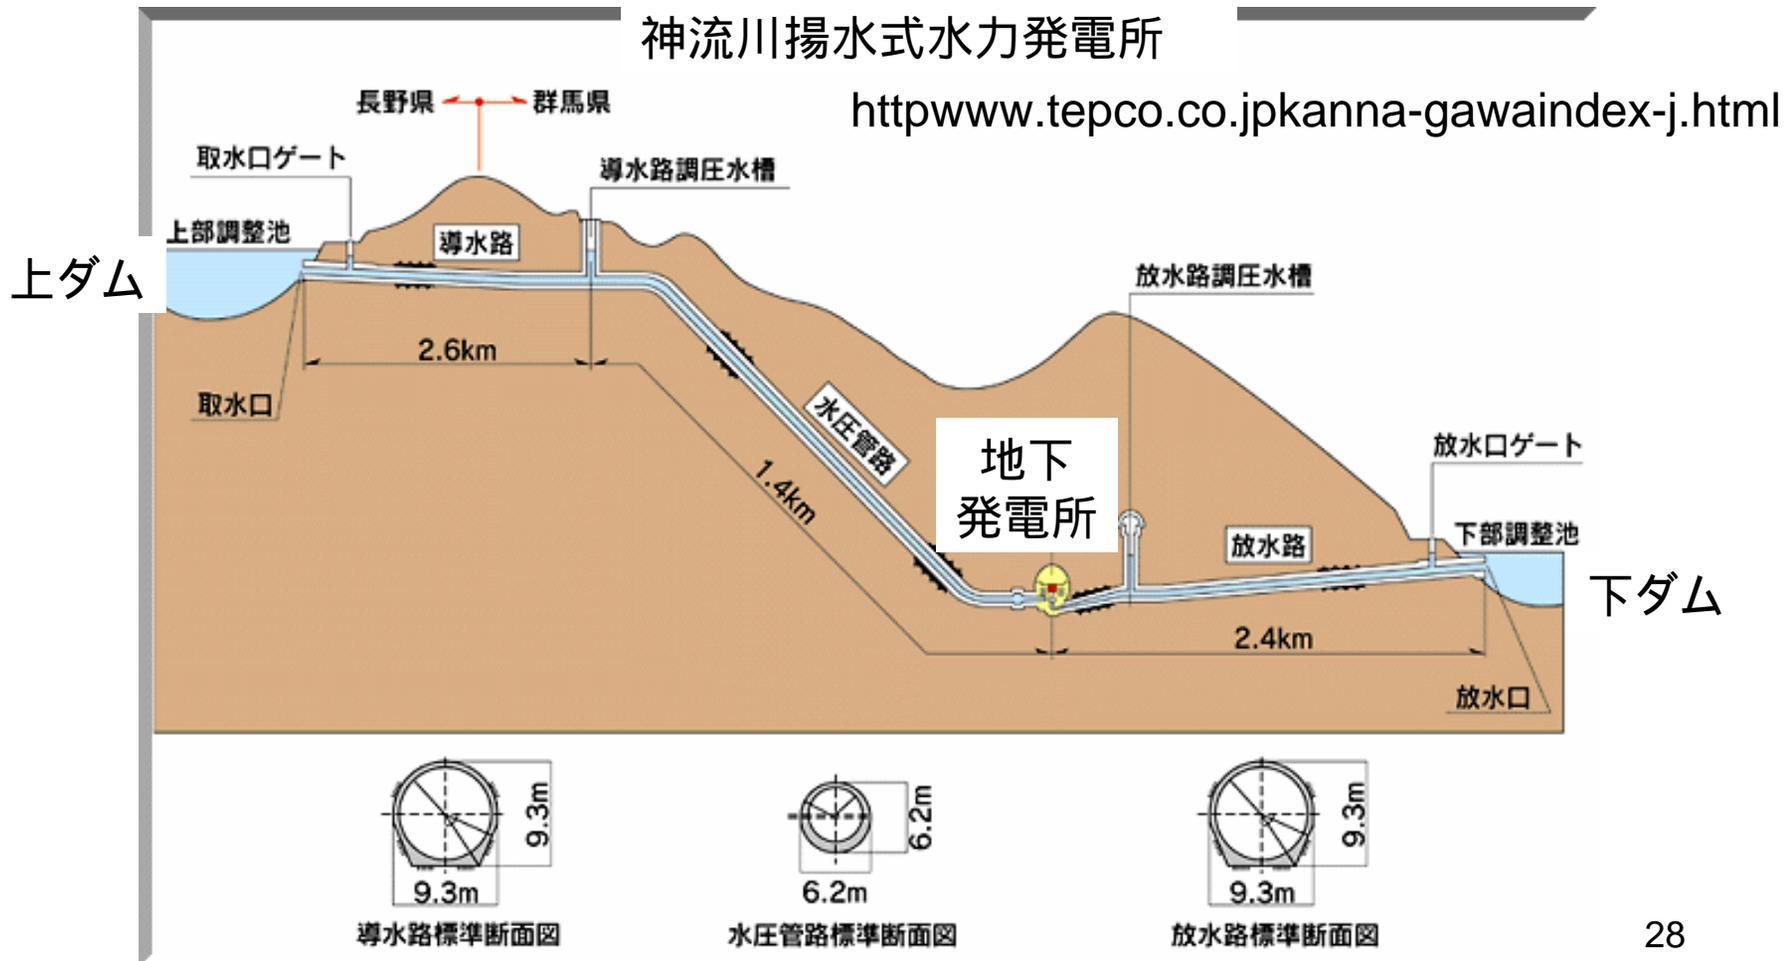 神流川揚水式水力発電所
httpwww.tepco.co.jpkanna-gawaindex-j.html
長野県
群馬県
取水口ゲート
導水路調圧水槽
上部調整池
導水路
上ダム
放水路調圧水槽
2.6km
取水口
水圧管路
1.4km
地下
発電所
放水口ゲート
放水路
下部調整池
下ダム
2.4km
放水口
9.3m
9.3m
導水路標準断面図
6.2m
6.2m
水圧管路標準断面図
9.3m
9.3m
放水路標準断面図
28